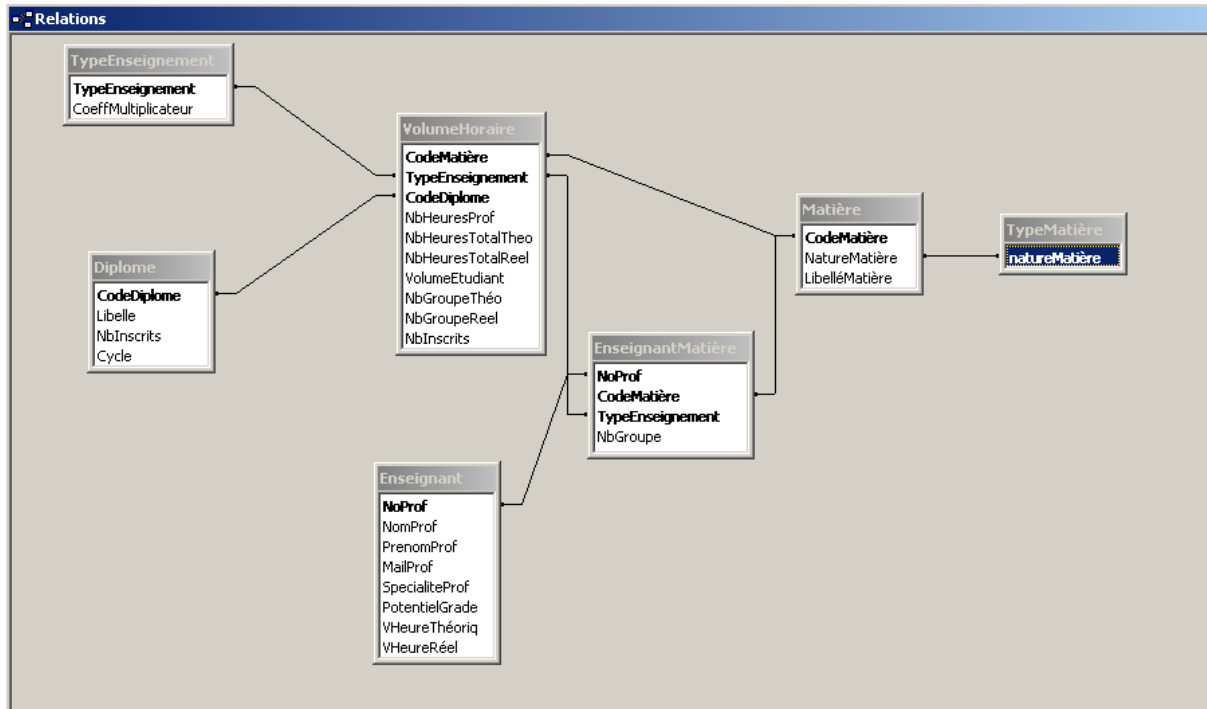 Relations
TypeEnseignement
TypeEnseignement
CoeffMultiplicateur
VolumeHoraire
CodeMatière
TypeEnseignement
CodeDiplome
NbHeuresProf
NbHeuresTotalTheo
NbHeuresTotalReel
VolumeEtudiant
NbGroupeThéo
NbGroupeReel
NbInscrits
Matière
CodeMatière
NatureMatière
LibelléMatière
TypeMatière
natureMatière
Diplome
CodeDiplome
Libelle
NbInscrits
Cycle
EnseignantMatière
NoProf
CodeMatière
TypeEnseignement
NbGroupe
Enseignant
NoProf
NomProf
PrenomProf
MailProf
SpecialiteProf
PotentielGrade
VHeureThéoriq
VHeureRéel